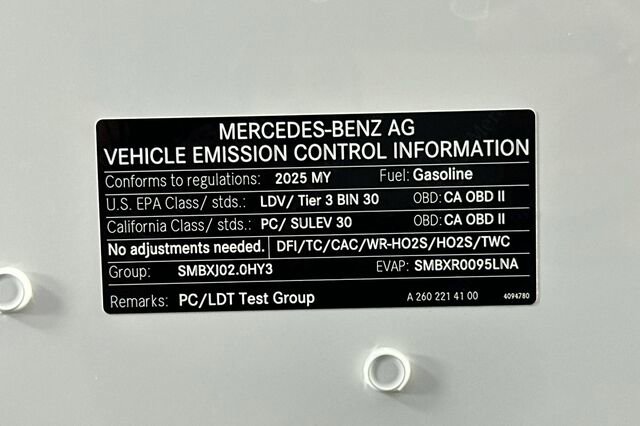 MERCEDES-BENZ AG
VEHICLE EMISSION CONTROL INFORMATION
Conforms to regulations: 2025 MY Fuel: Gasoline
U.S. EPA Class/ stds.: LDV/ Tier 3 BIN 30 OBD: CA OBD II
California Class/ stds.: PC/ SULEV 30 OBD: CA OBD II
No adjustments needed. DFI/TC/CAC/WR-HO2S/HO2S/TWC
Group: SMBXJ02.0HY3 EVAP: SMBXR0095LNA
Remarks: PC/LDT Test Group A 260 221 41 00 4094780